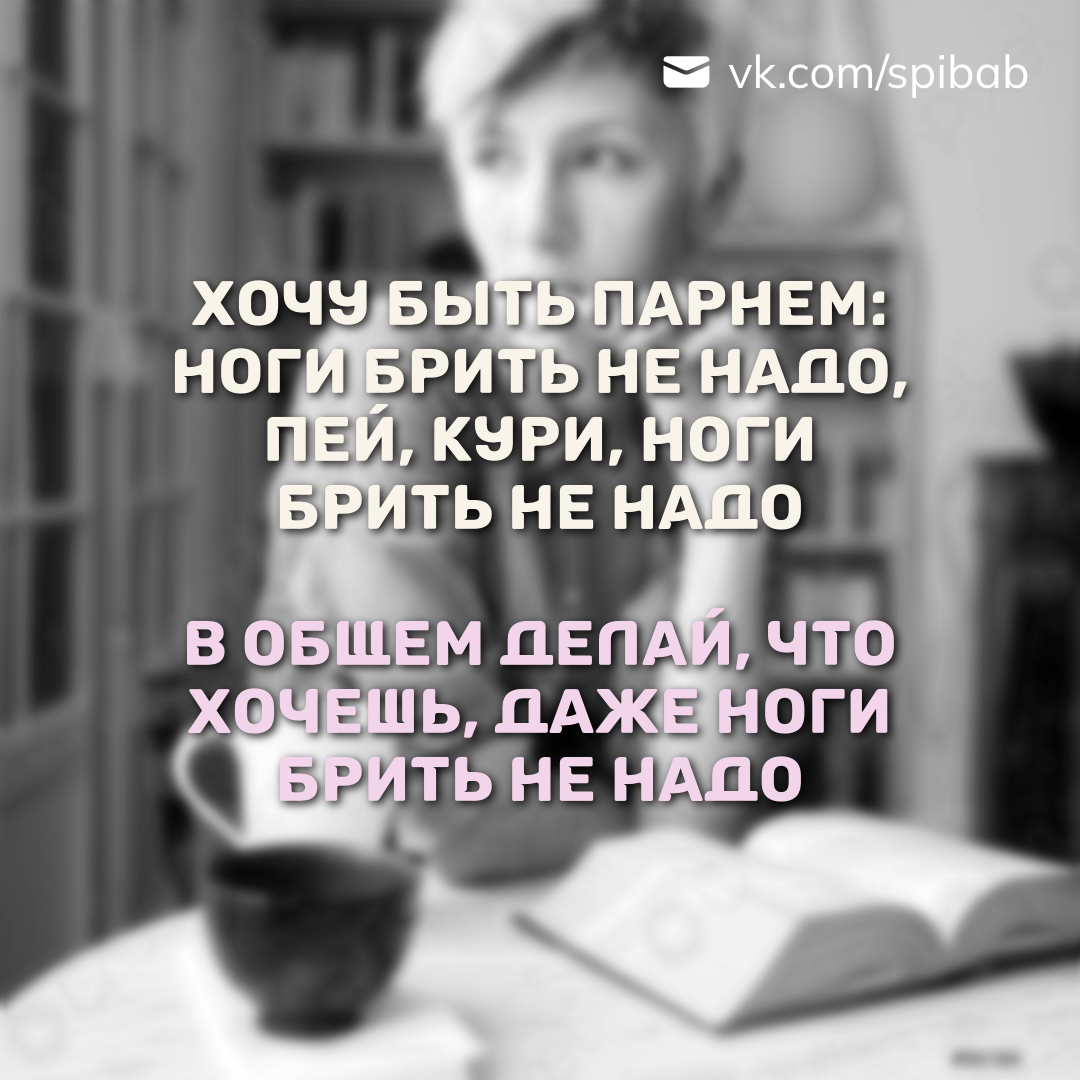 vk.com/spibab
ХОЧУ БЫТЬ ПАРНЕМ:
НОГИ БРИТЬ НЕ НАДО,
ПЕЙ, КУРИ, НОГИ
БРИТЬ НЕ НАДО
В ОБЩЕМ ДЕЛАЙ, ЧТО
ХОЧЕШЬ, ДАЖЕ НОГИ
БРИТЬ НЕ НАДО